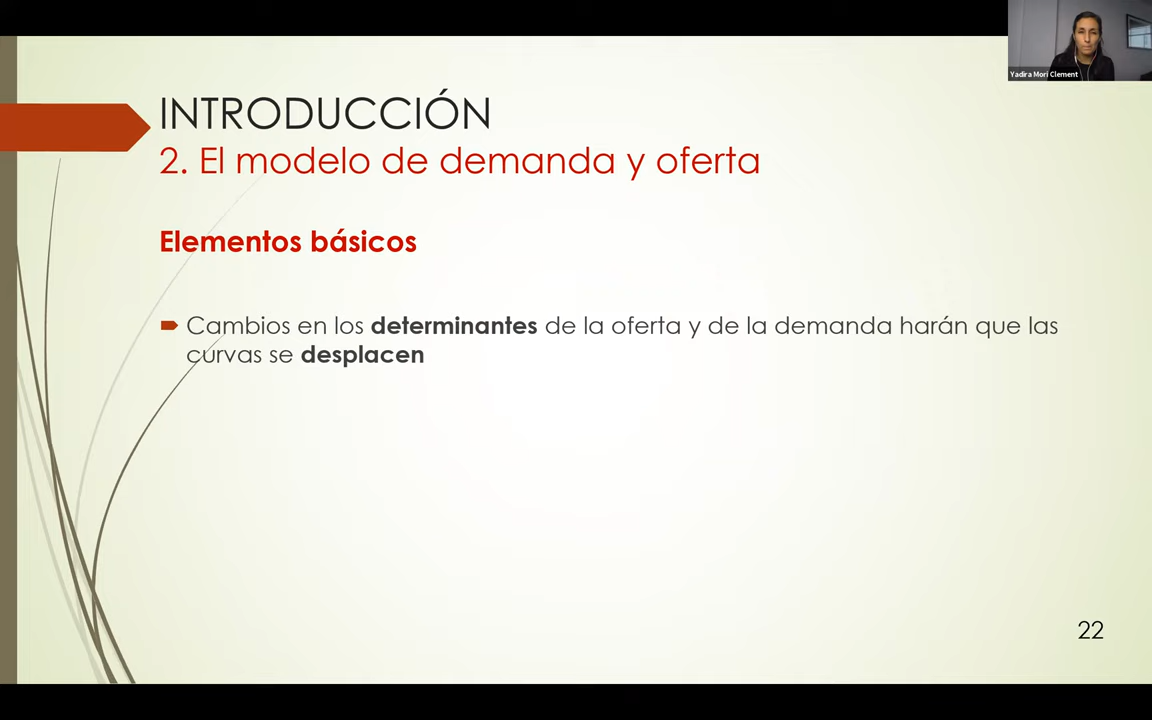 Yadira Mori Clement
INTRODUCCIÓN
2. El modelo de demanda y oferta
Elementos básicos
Cambios en los determinantes de la oferta y de la demanda harán que las
curvas se desplacen
22